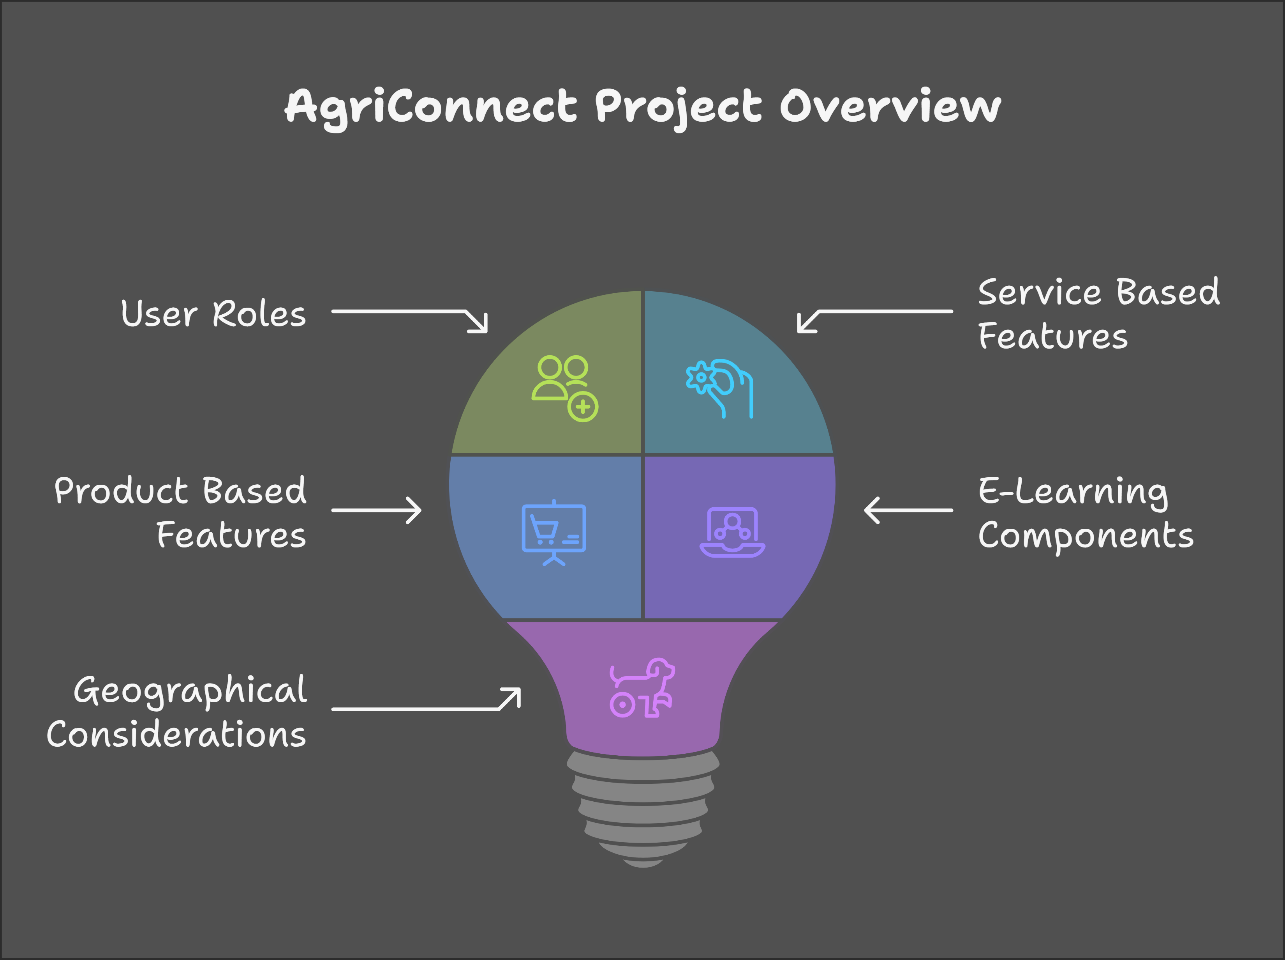 AgriConnect Project Overview
User Roles
Service Based
Features
Product Based
Features
E-Learning
Components
Geographical
Considerations